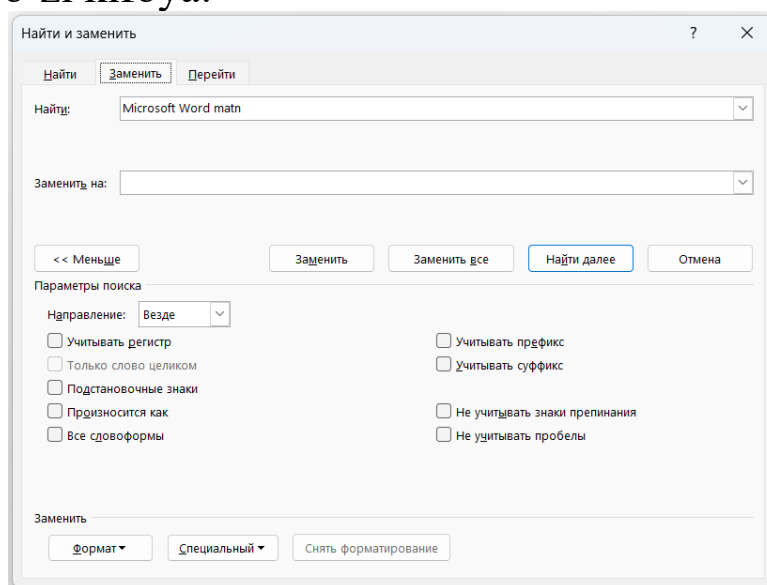 Найти и заменить ? ×
Найти Заменить Перейти
Найти: Microsoft Word matn
Заменить на:
<< Меньше Заменить Заменить все Найти далее Отмена
Параметры поиска
Направление: Везде
Учитывать регистр Учитывать префикс
Только слово целиком Учитывать суффикс
Подстановочные знаки
Произносится как Не учитывать знаки препинания
Все словоформы Не учитывать пробелы
Заменить
Формат Специальный Снять форматирование